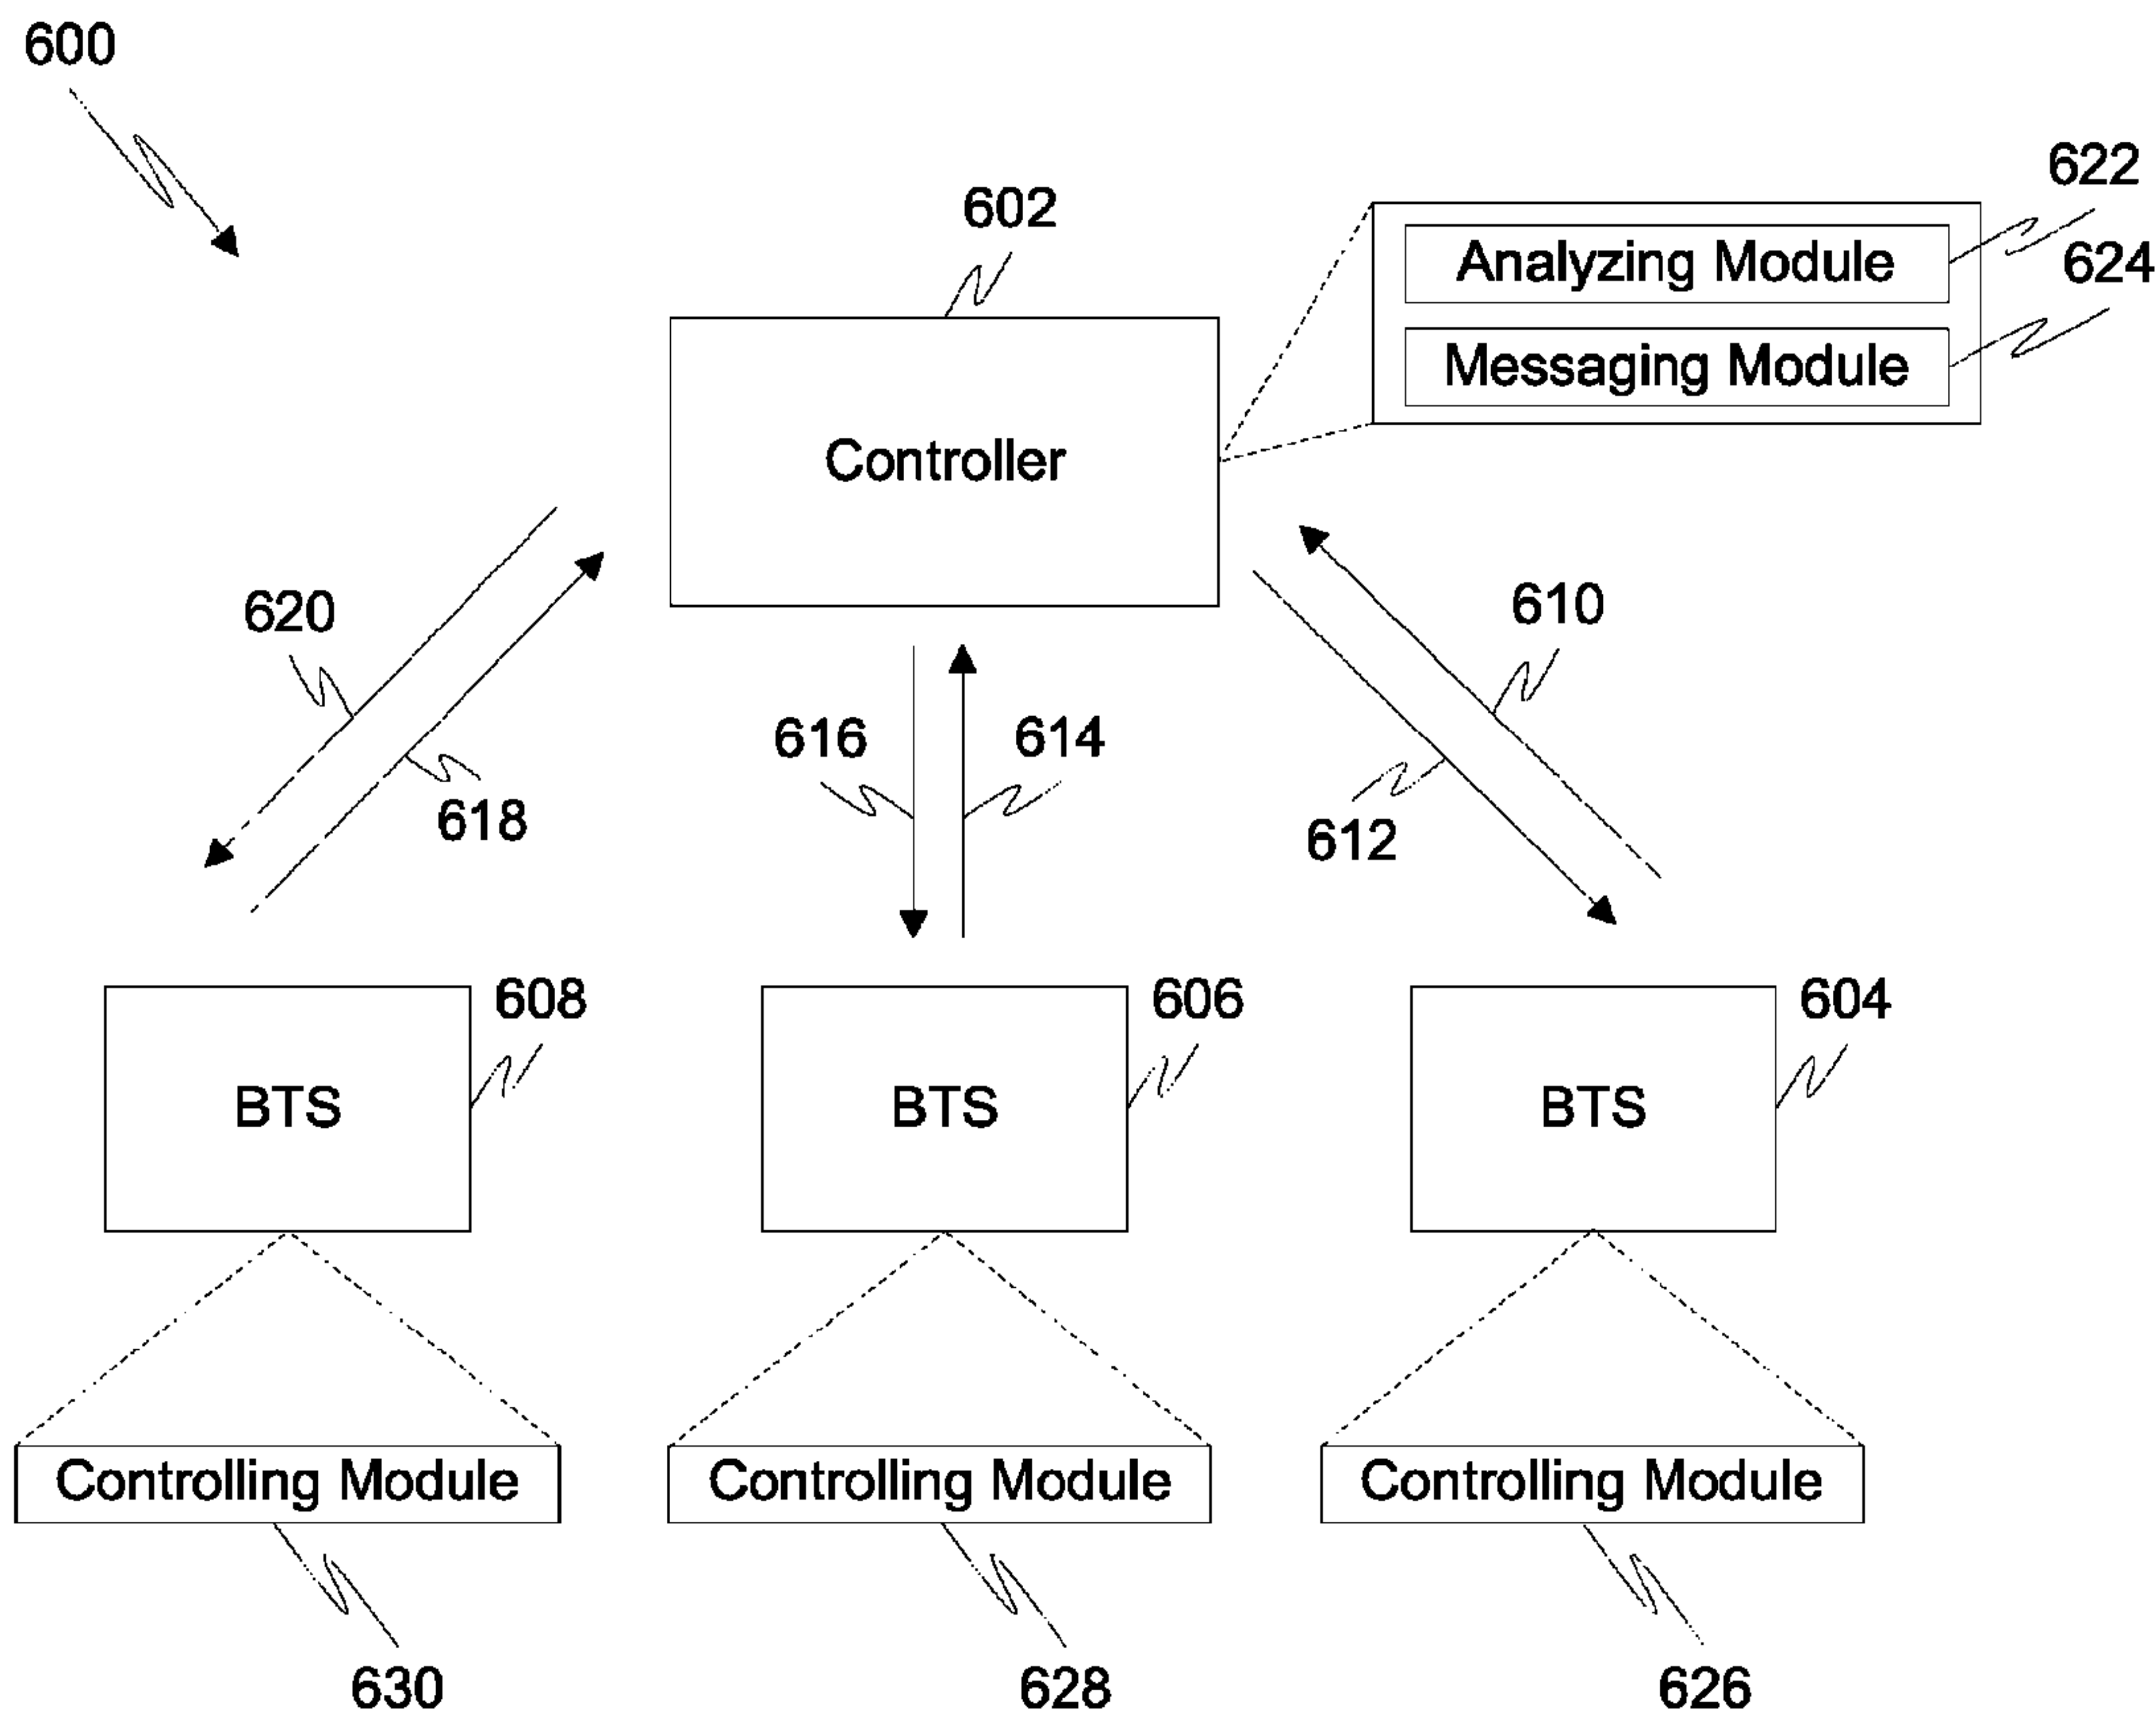 600
602
622
Analyzing Module
624
Messaging Module
Controller
620
610
616
614
618
612
608
606
604
BTS
BTS
BTS
Controlling Module
Controlling Module
Controlling Module
630
628
626